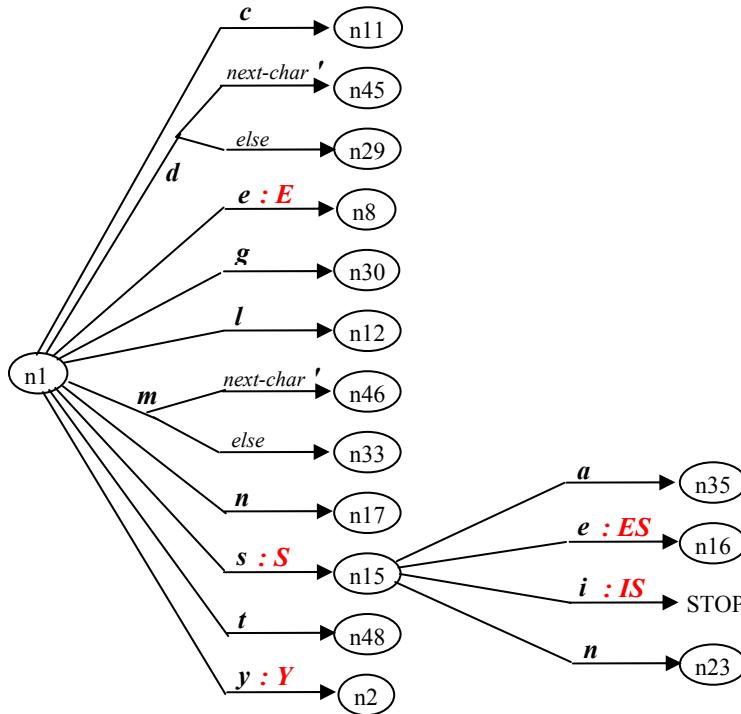 c n11
next-char ' n45
else n29
d
e : E n8
g n30
l n12
n1
next-char ' n46
m
else n33
a n35
n n17
e : ES n16
s : S n15
i : IS STOP
t n48
n n23
y : Y n2